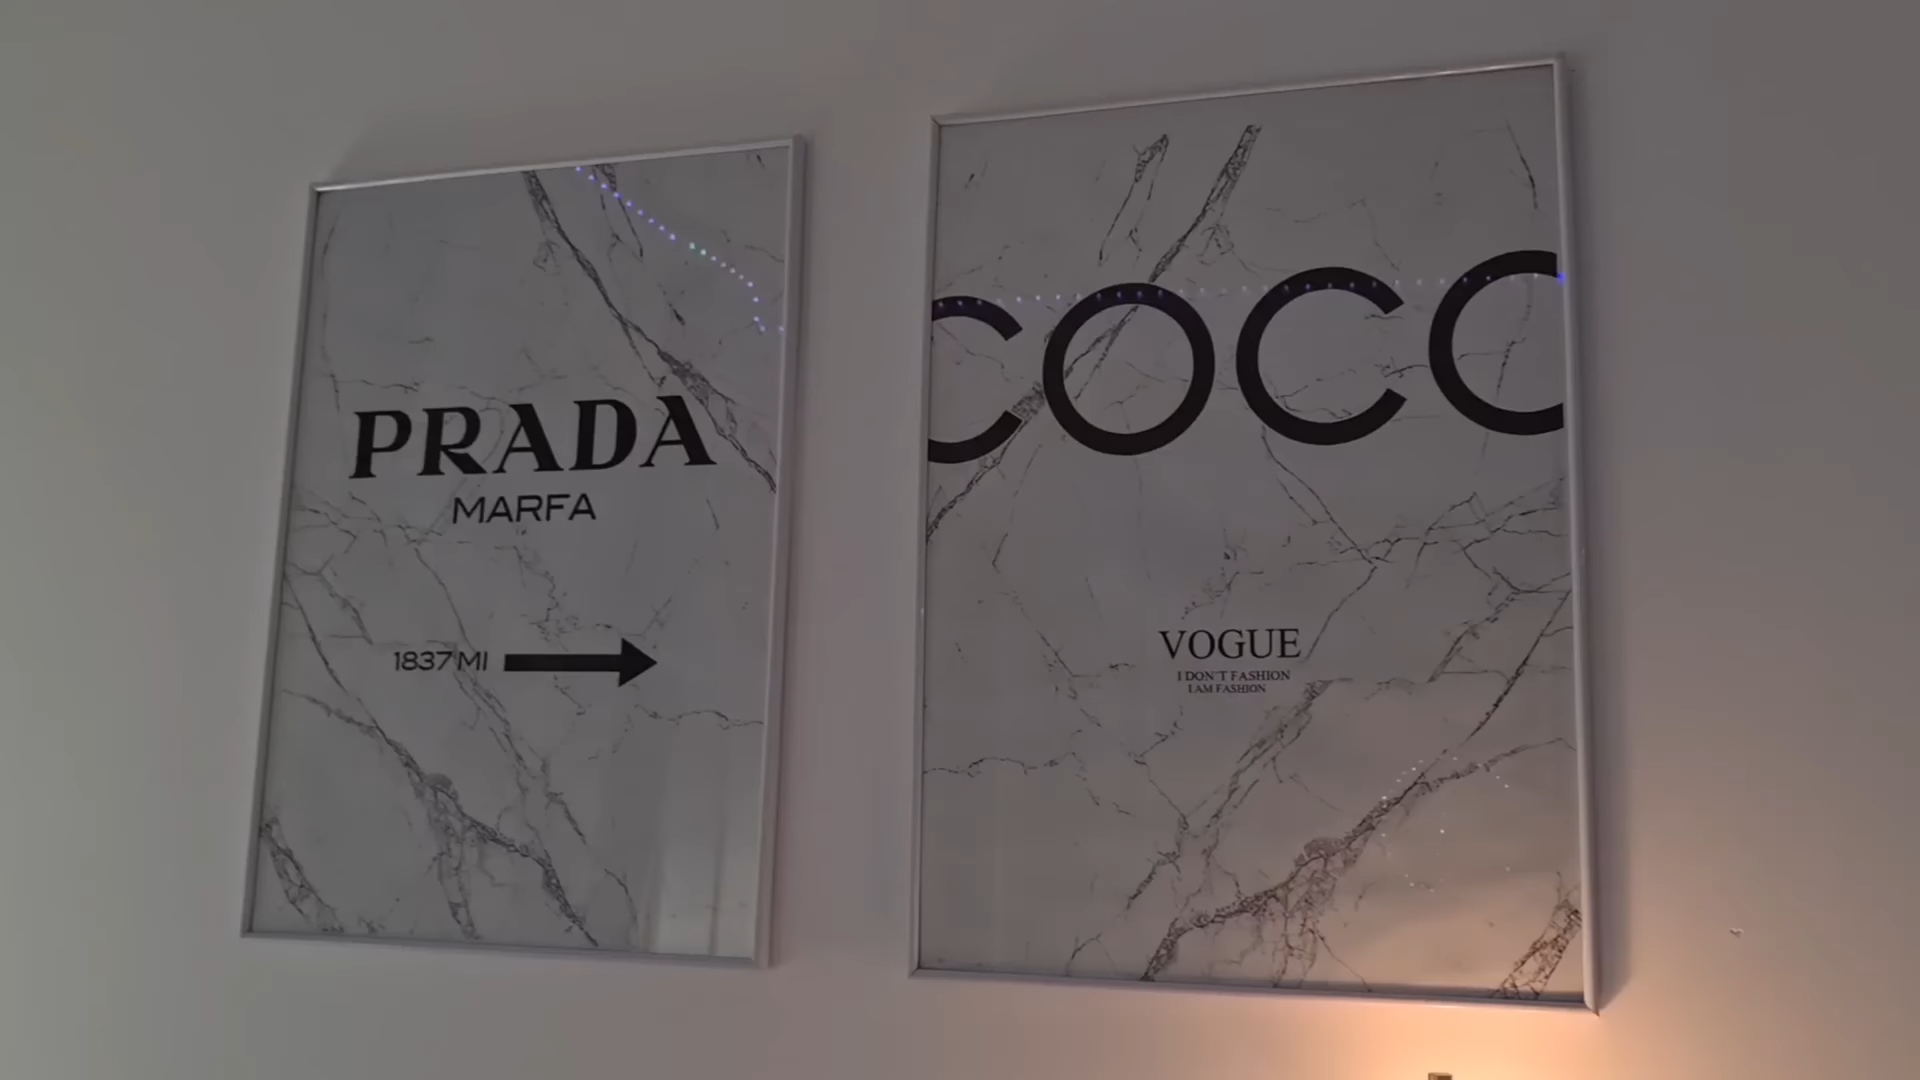 PRADA
MARFA
1837 MI
COCO
VOGUE
I DON'T FASHION
I AM FASHION